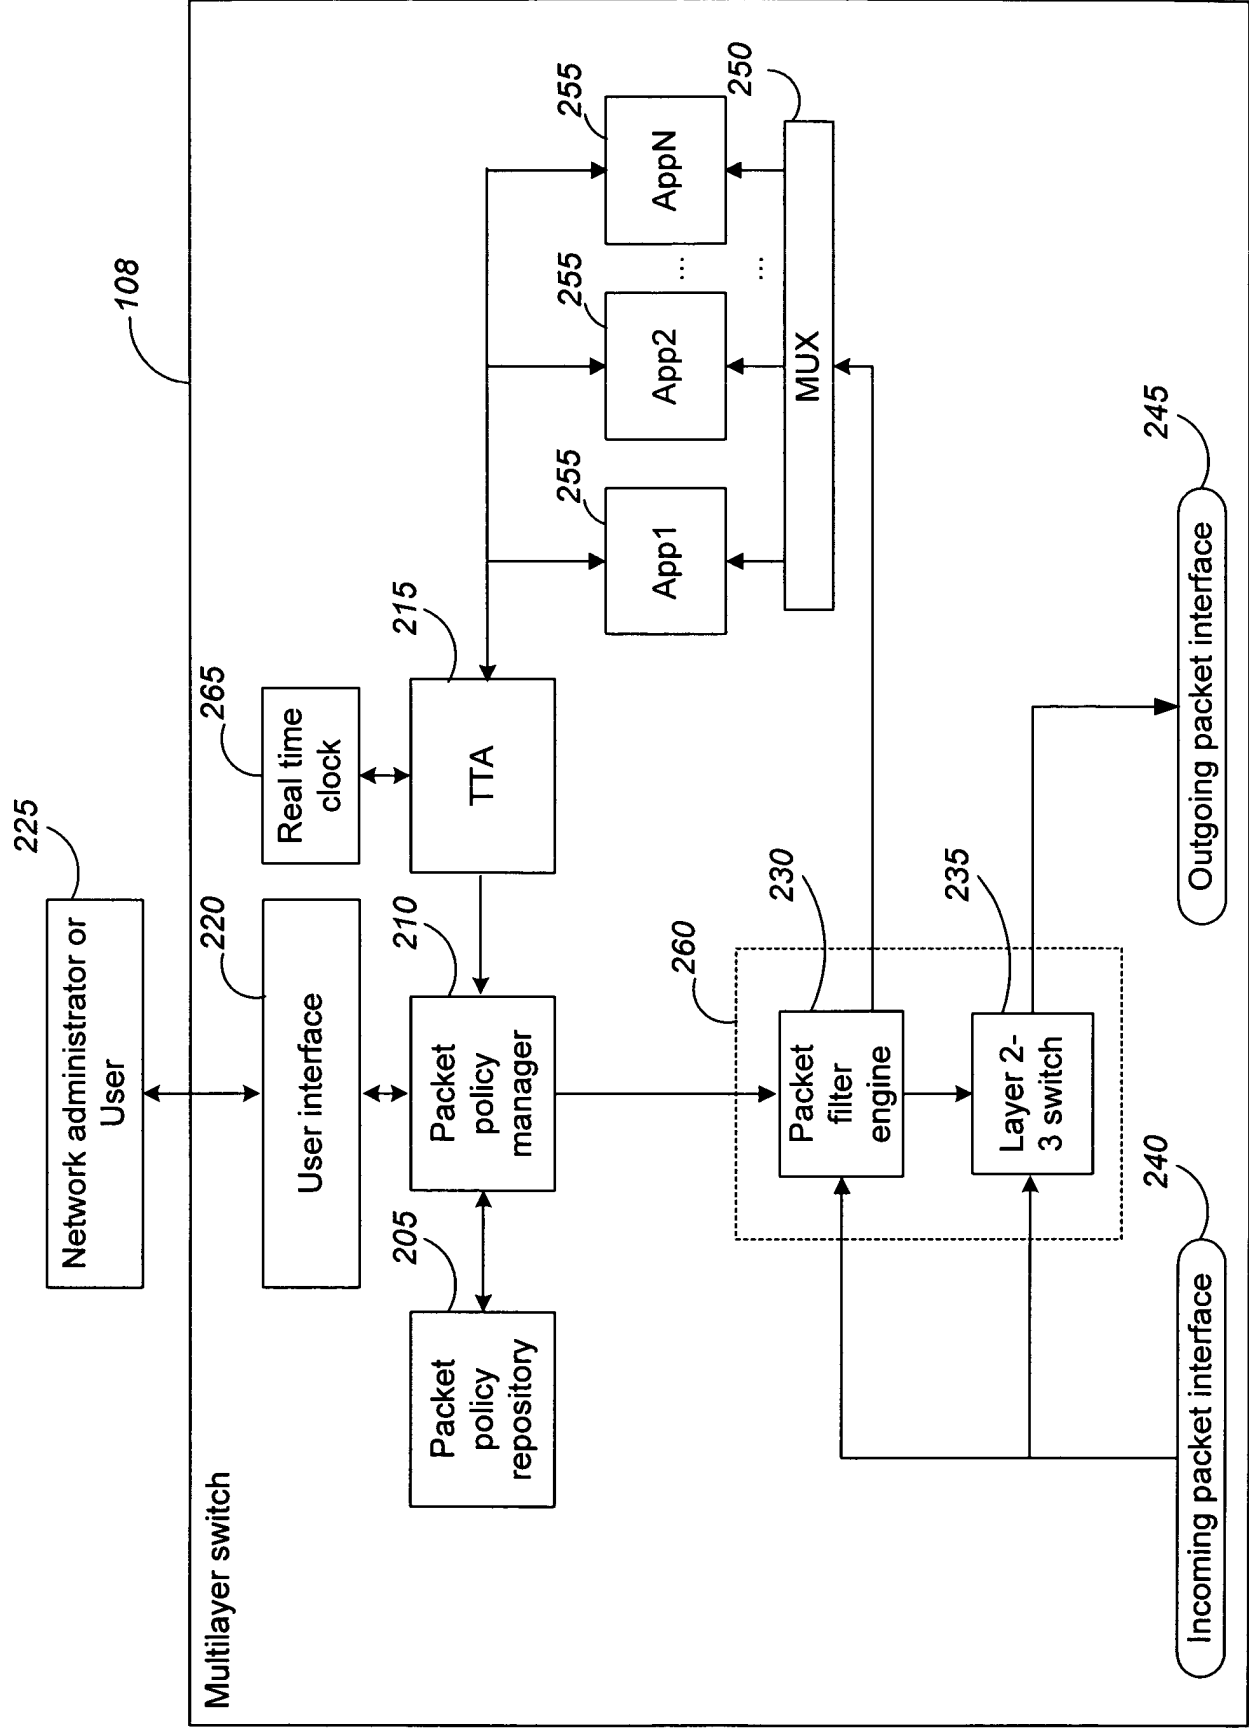 225
Network administrator or
User
108
Multilayer switch
220
User interface
265
Real time
clock
205
Packet
policy
repository
210
Packet
policy
manager
215
TTA
255
App1
255
App2
...
255
AppN
...
250
MUX
260
230
Packet
filter
engine
235
Layer 2-
3 switch
240
Incoming packet interface
245
Outgoing packet interface